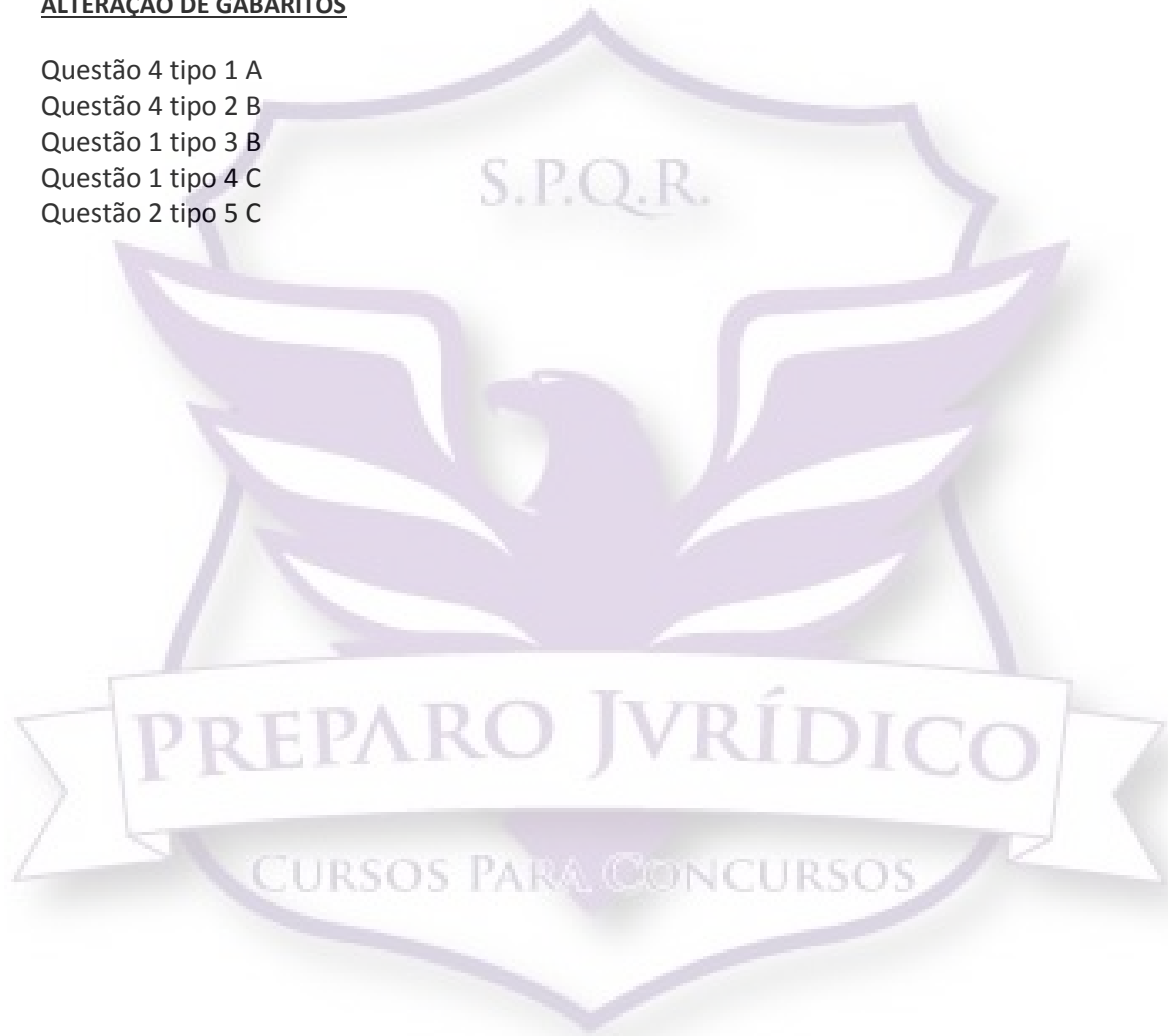 ALTERAÇÃO DE GABARITOS
Questão 4 tipo 1 A
Questão 4 tipo 2 B
Questão 1 tipo 3 B
Questão 1 tipo 4 C
Questão 2 tipo 5 C
S.P.Q.R.
PREPARO JVRÍDICO
CURSOS PARA CONCURSOS